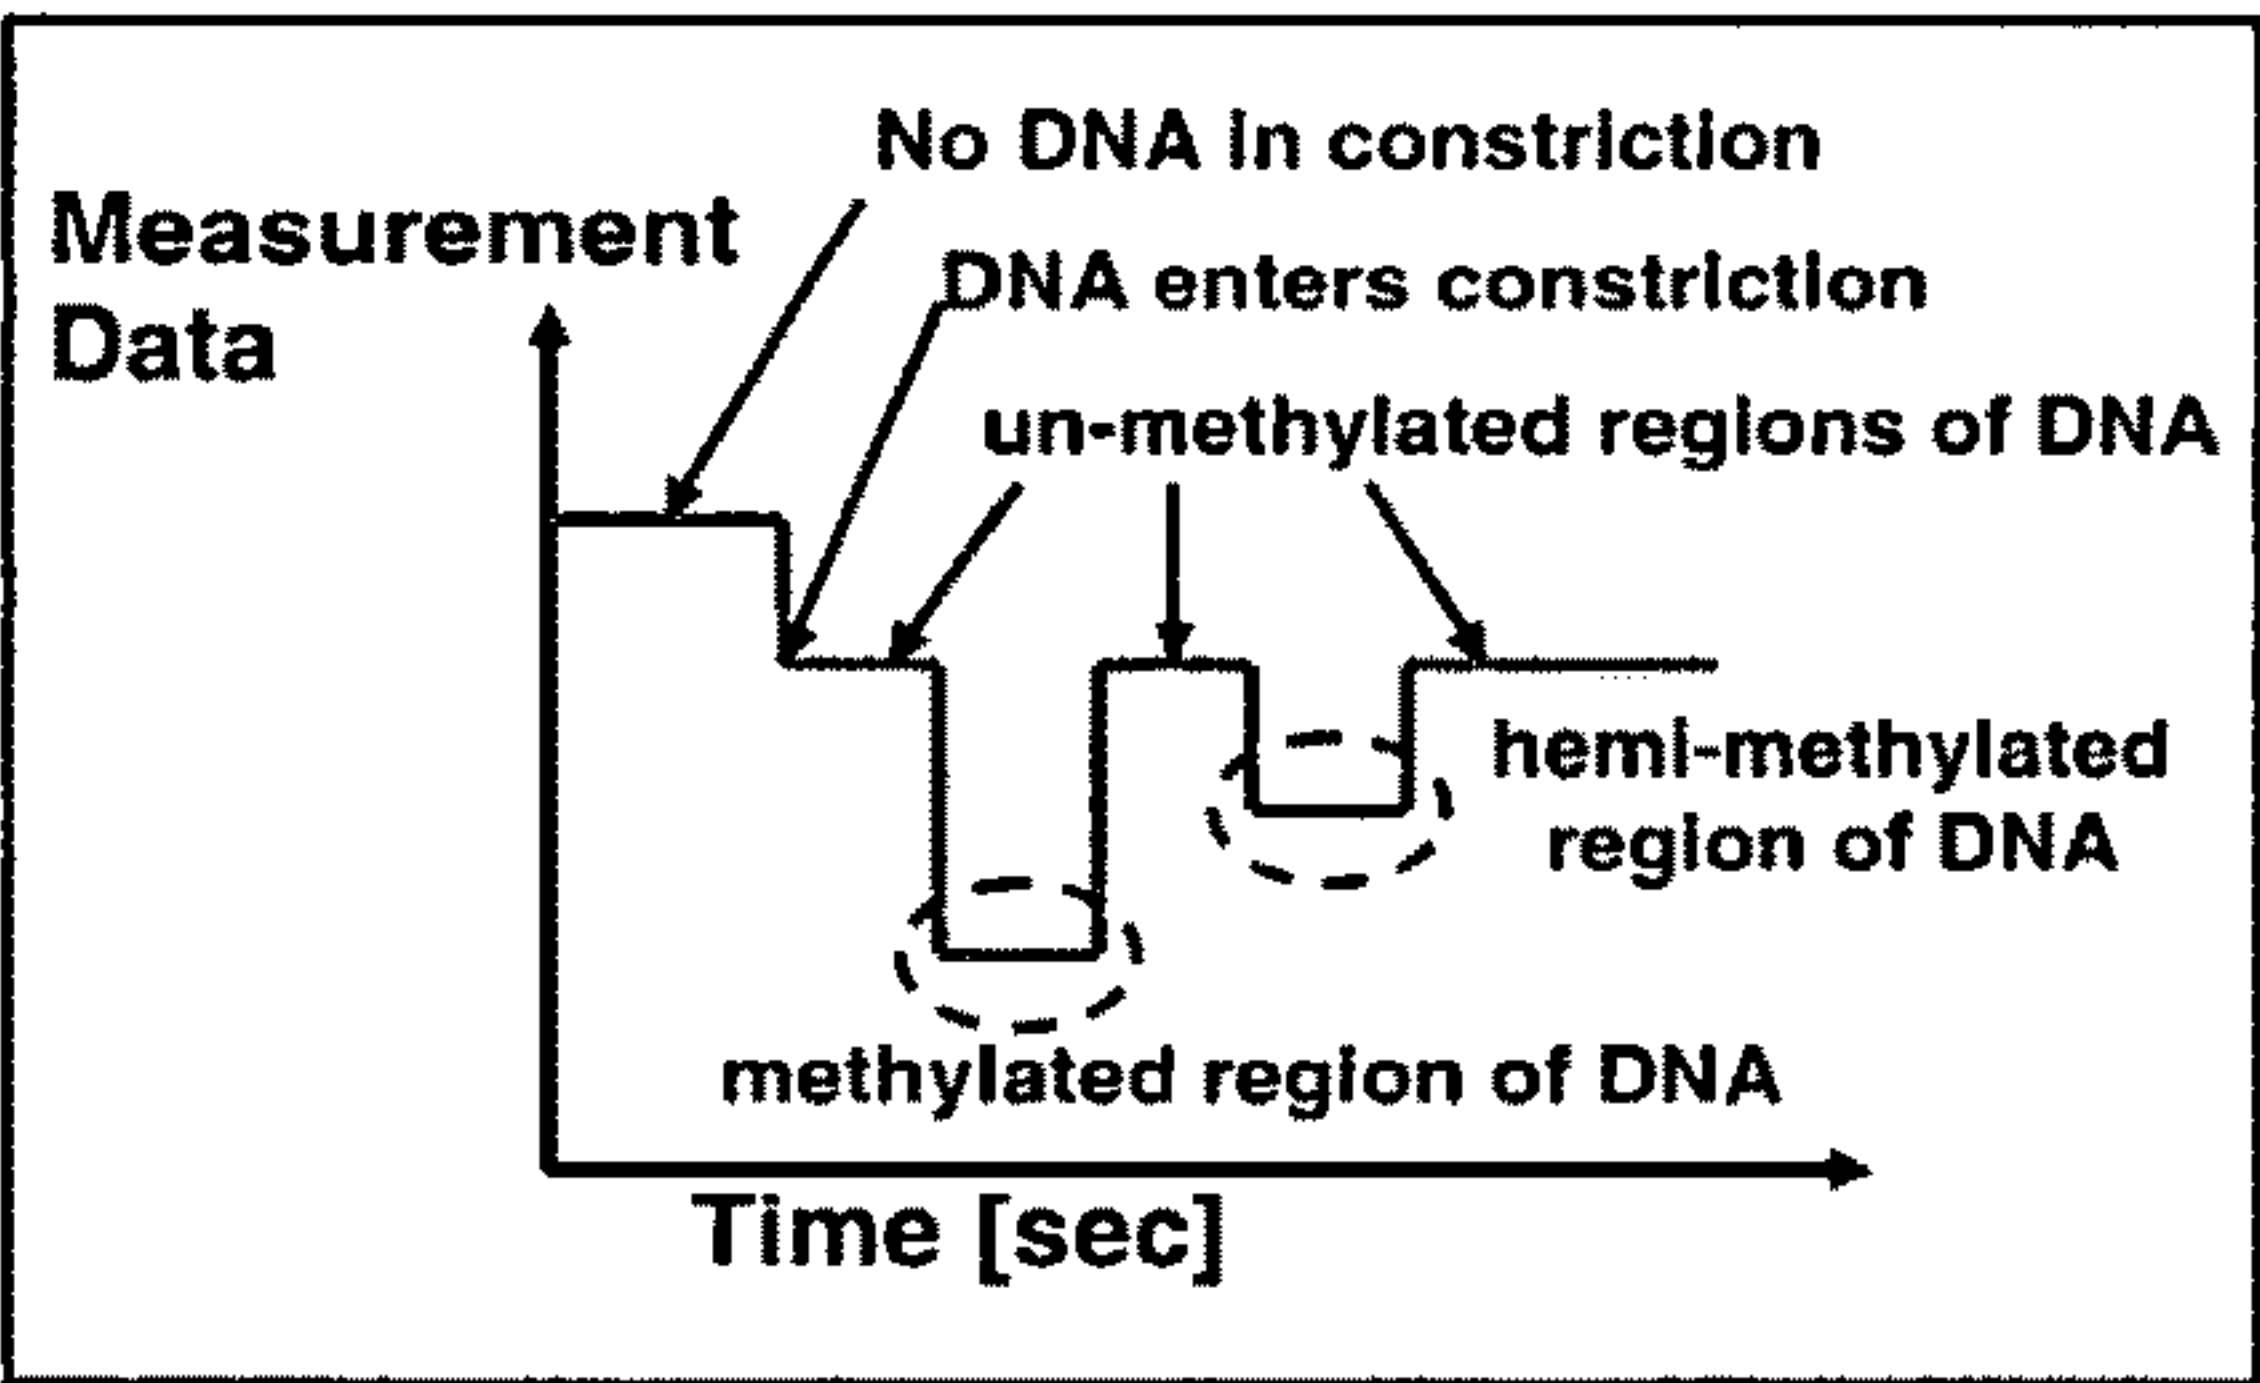 No DNA in constriction
Measurement
Data
DNA enters constriction
un-methylated regions of DNA
hemi-methylated
region of DNA
methylated region of DNA
Time [sec]